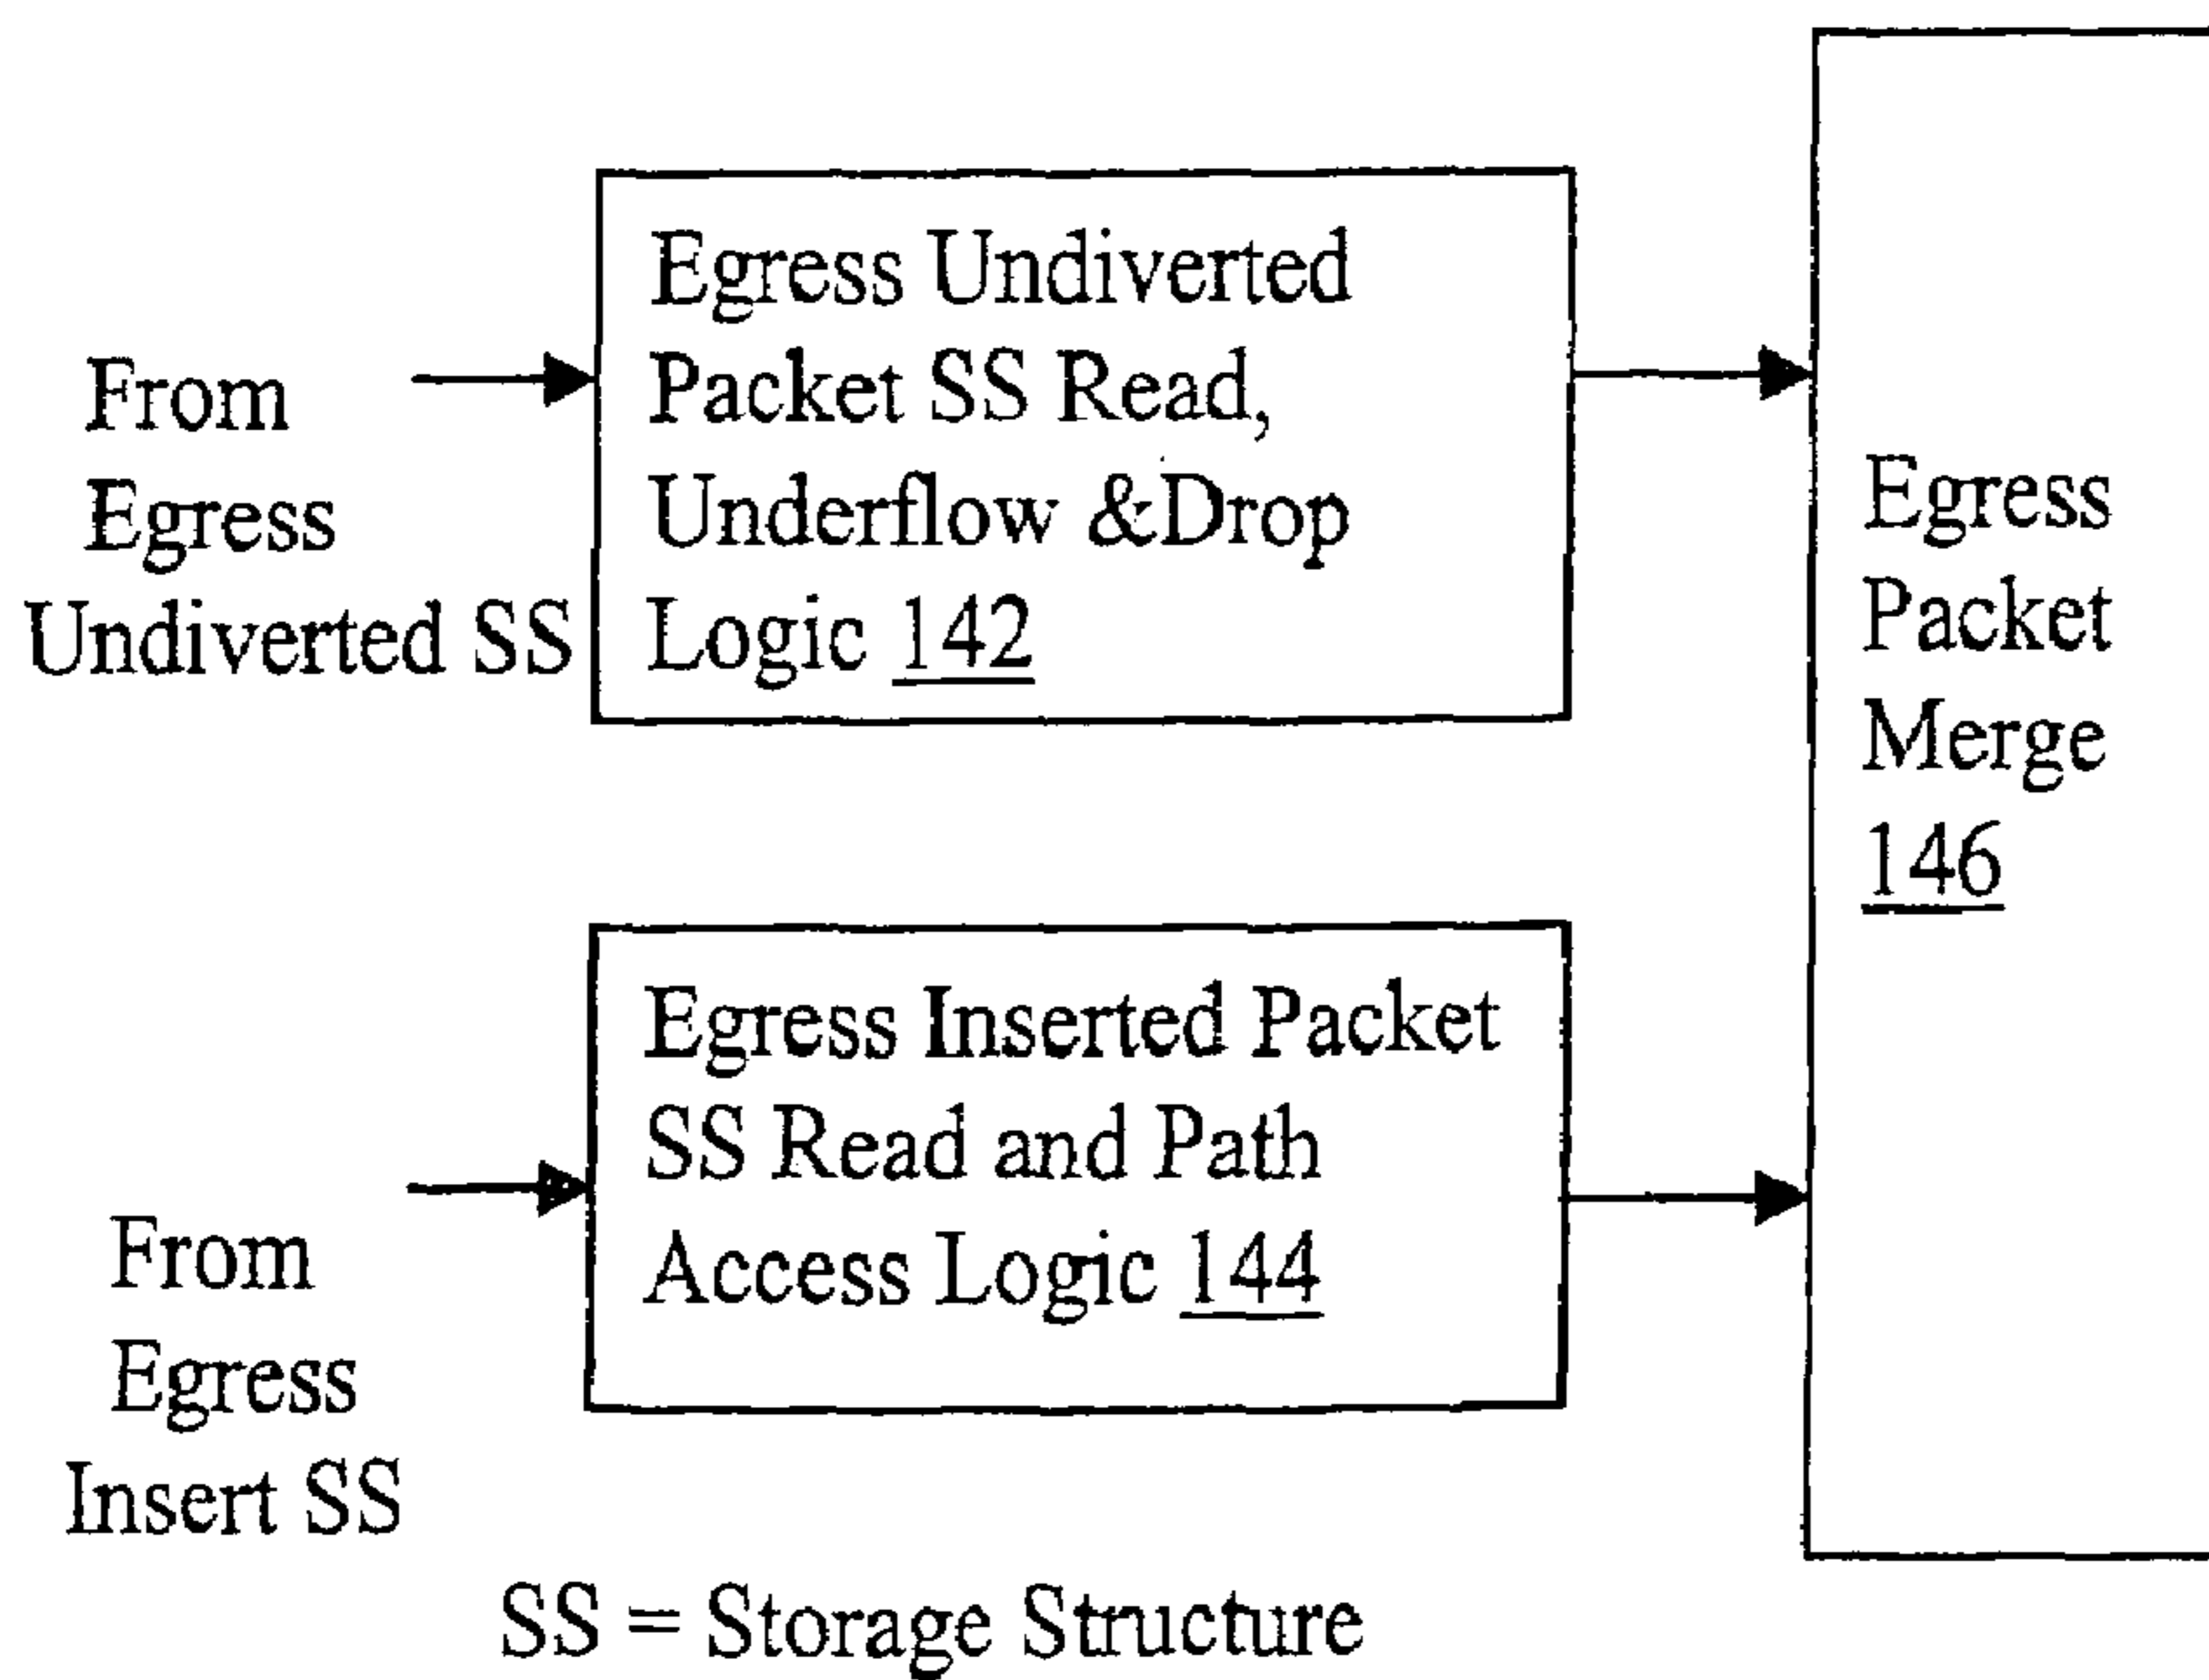 From
Egress
Undiverted SS
Egress Undiverted
Packet SS Read,
Underflow &Drop
Logic 142
Egress
Packet
Merge
146
From
Egress
Insert SS
Egress Inserted Packet
SS Read and Path
Access Logic 144
SS = Storage Structure